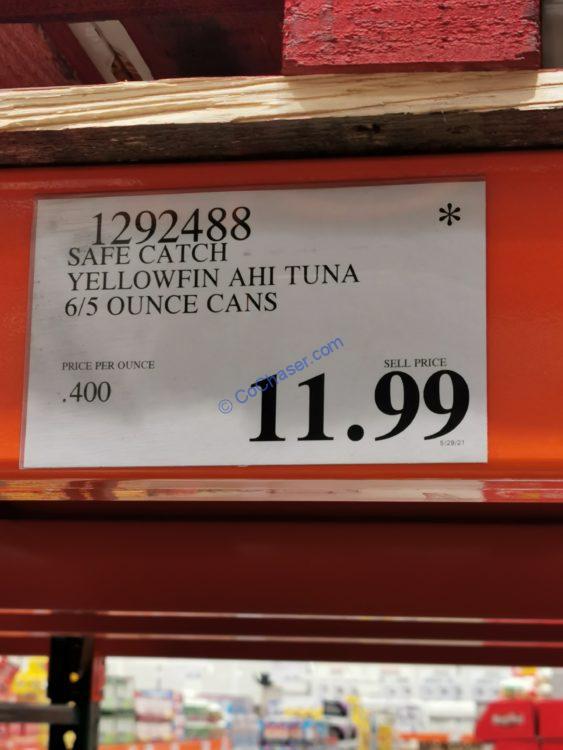 1292488 *
SAFE CATCH
YELLOWFIN AHI TUNA
6/5 OUNCE CANS
PRICE PER OUNCE
.400
SELL PRICE
11.99
5/29/21
© CoChaser.com